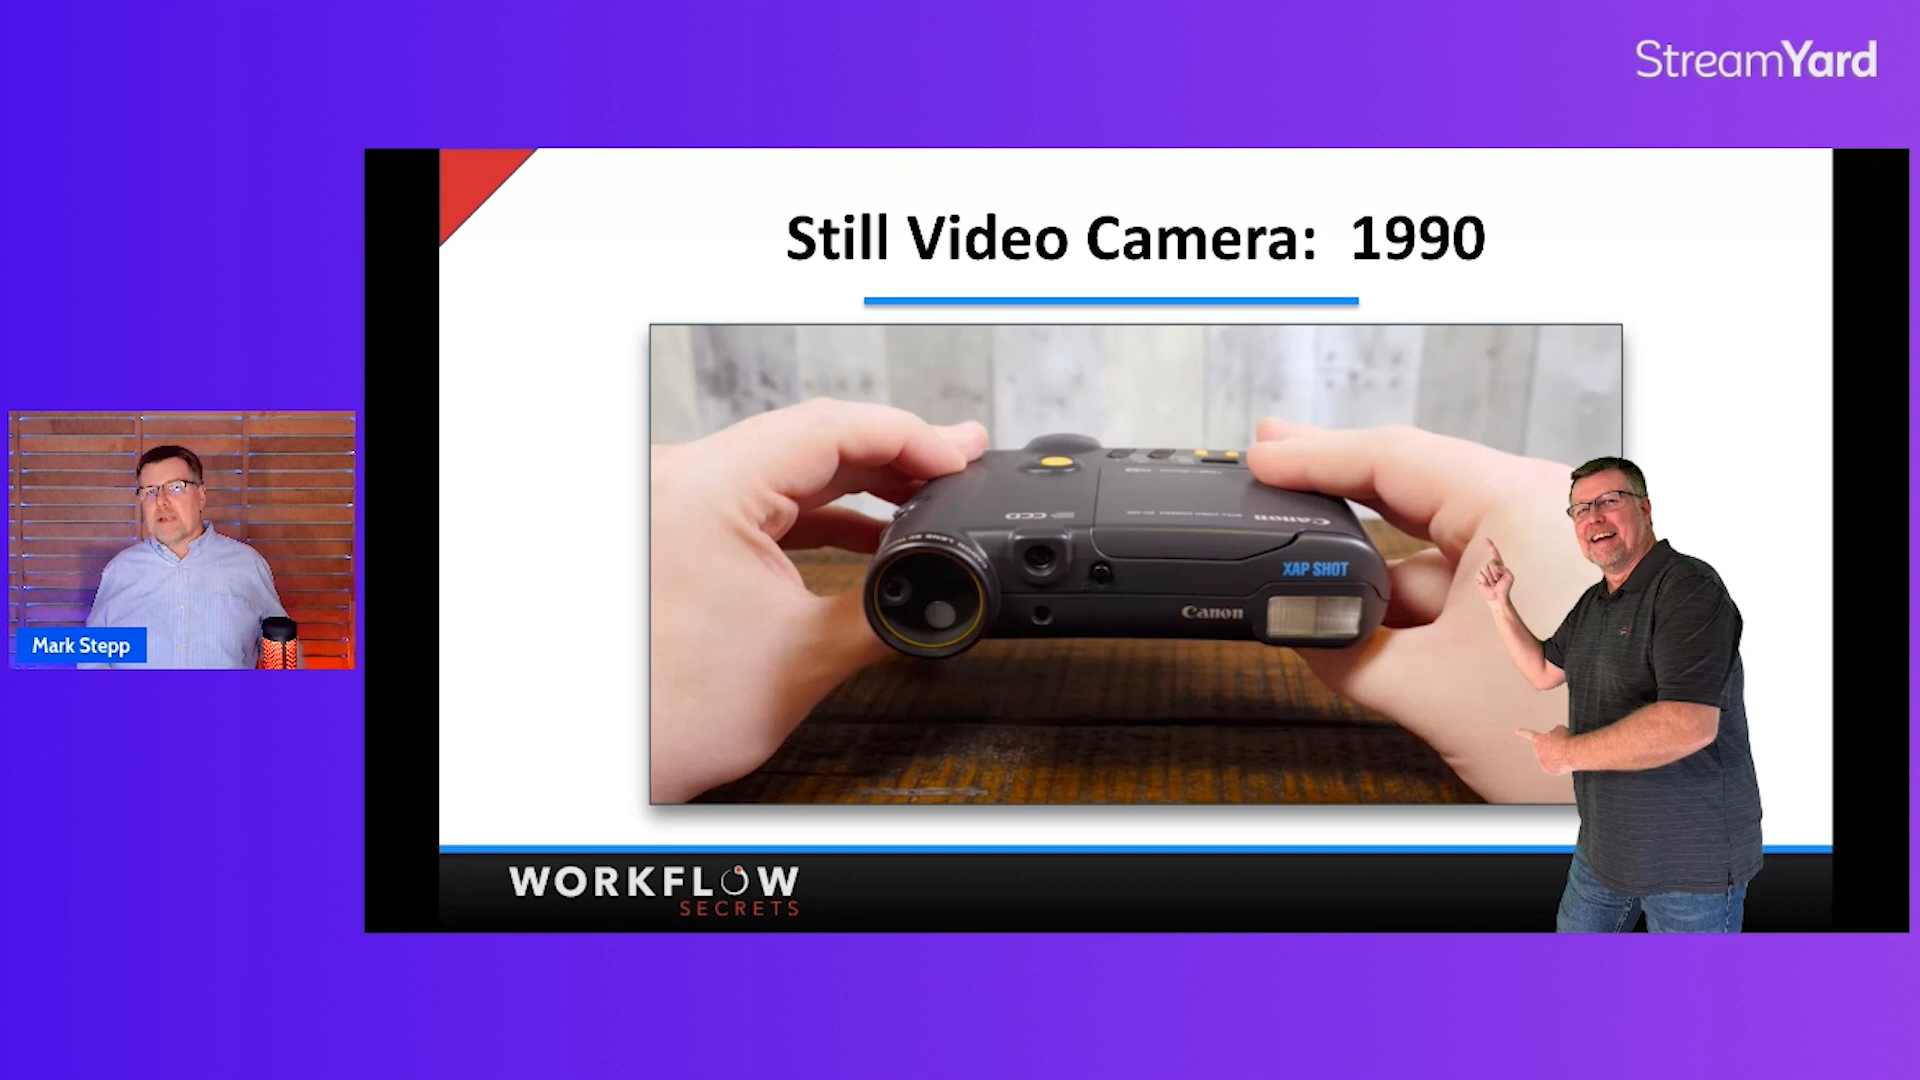 StreamYard
Still Video Camera: 1990
CCD
Canon
XAP SHOT
Canon
Mark Stepp
WORKFLOW
SECRETS